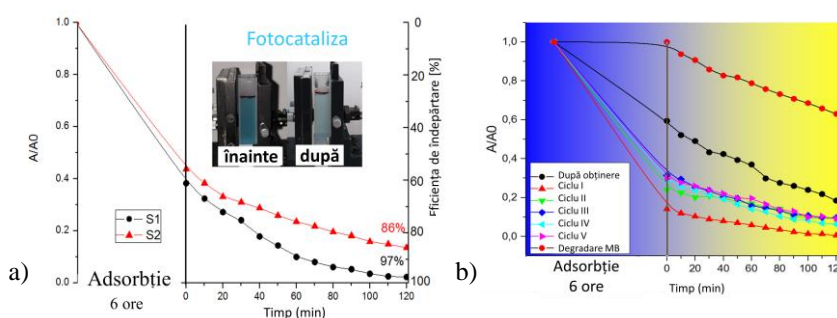 a)
A/A0
1.0
0.8
0.6
0.4
0.2
0.0
Fotocataliza
înainte
după
S1
S2
86%
97%
0
20
40
60
80
100
Eficiența de îndepărtare [%]
Adsorbție
6 ore
0 20 40 60 80 100 120
Timp (min)
b)
A/A0
1,0
0,8
0,6
0,4
0,2
0,0
După obținere
Ciclu I
Ciclu II
Ciclu III
Ciclu IV
Ciclu V
Degradare MB
Adsorbție
6 ore
0 20 40 60 80 100 12
Timp (min)